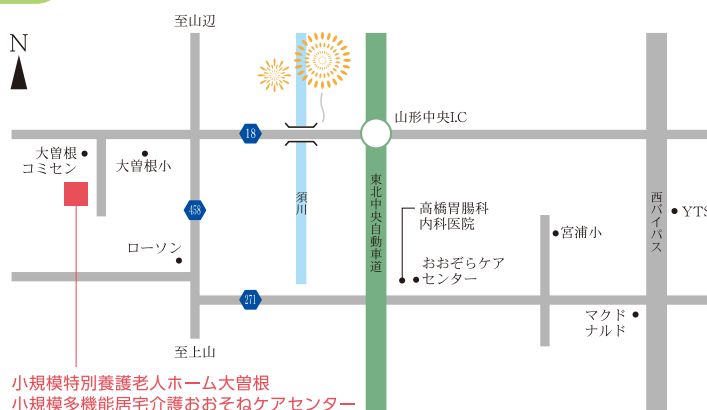 至山辺
N
山形中央I.C
18
大曽根
コミセン
大曽根小
東北中央自動車道
須川
西バイパス
458
高橋胃腸科
内科医院
YTS
宮浦小
ローソン
おおぞらケア
センター
271
マクド
ナルド
至上山
小規模特別養護老人ホーム大曽根
小規模多機能居宅介護おおそねケアセンター